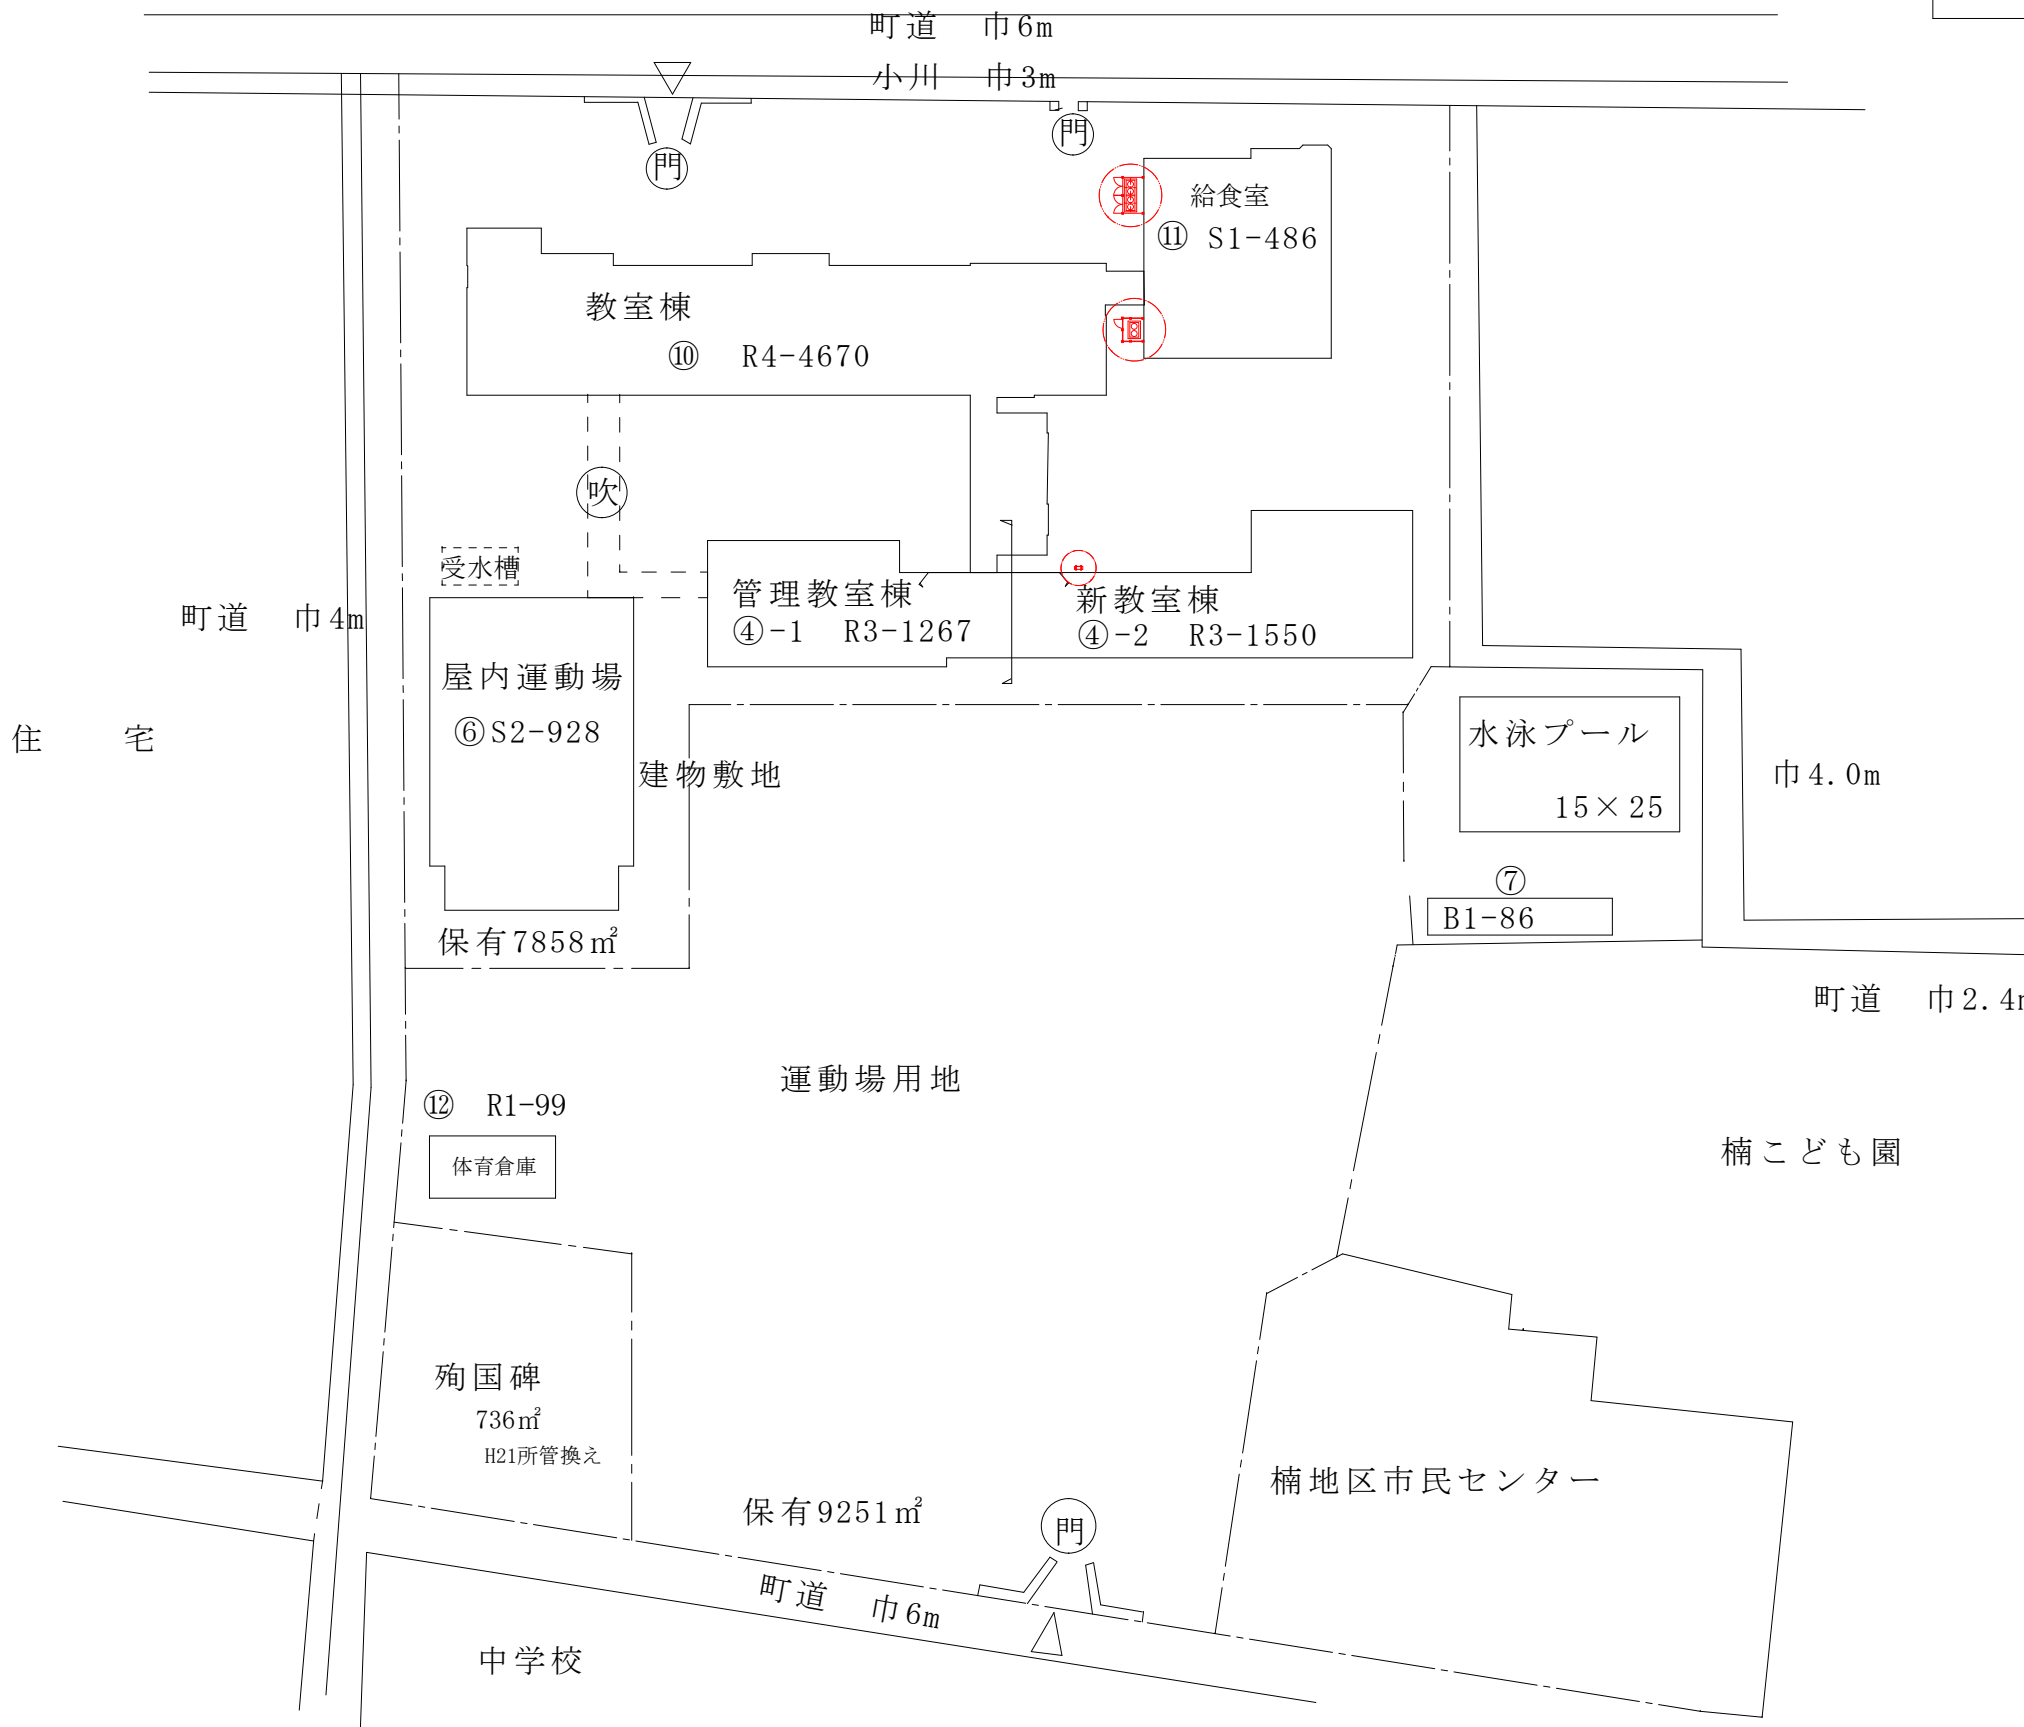 町道　巾6m
小川　巾3m
門
門
給食室
⑪ S1-486
教室棟
⑩　R4-4670
吹
受水槽
管理教室棟
④-1　R3-1267
新教室棟
④-2　R3-1550
町道　巾4m
屋内運動場
⑥S2-928
住　宅
建物敷地
水泳プール
15×25
巾4.0m
⑦
B1-86
保有7858㎡
町道　巾2.4m
運動場用地
⑫　R1-99
体育倉庫
楠こども園
殉国碑
736㎡
H21所管換え
楠地区市民センター
保有9251㎡
門
町道　巾6m
中学校